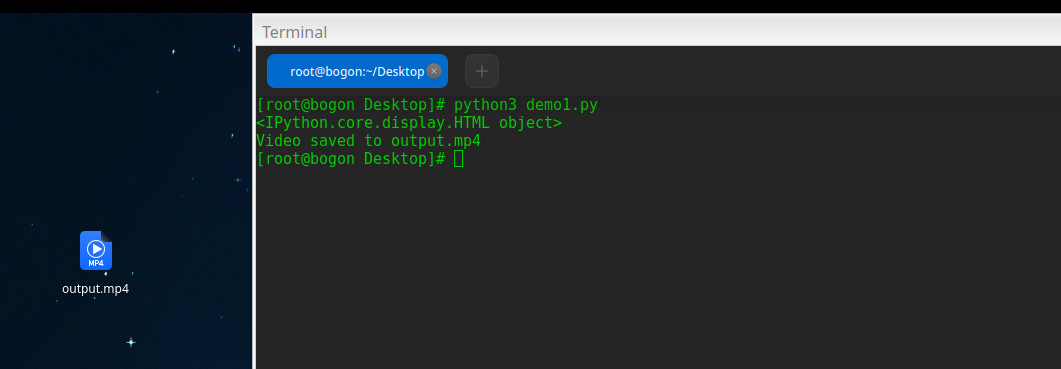 Terminal
root@bogon:~/Desktop
[root@bogon Desktop]# python3 demo1.py
<IPython.core.display.HTML object>
Video saved to output.mp4
[root@bogon Desktop]#
MP4
output.mp4